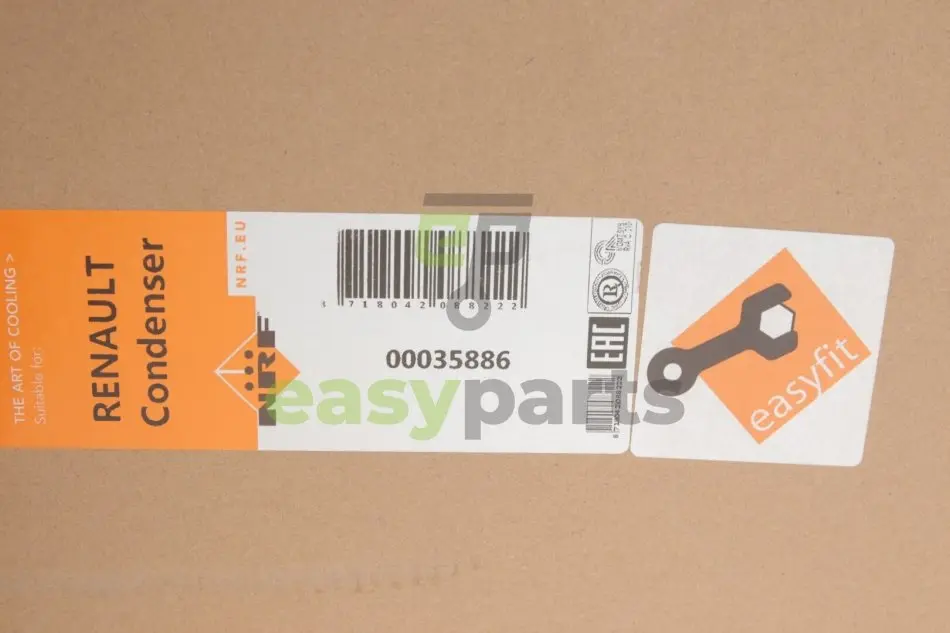 THE ART OF COOLING >
Suitable for:
RENAULT
Condenser
NRF.EU
NRF
3 718042 088222
00035886
EAC
easyfit
easyparts